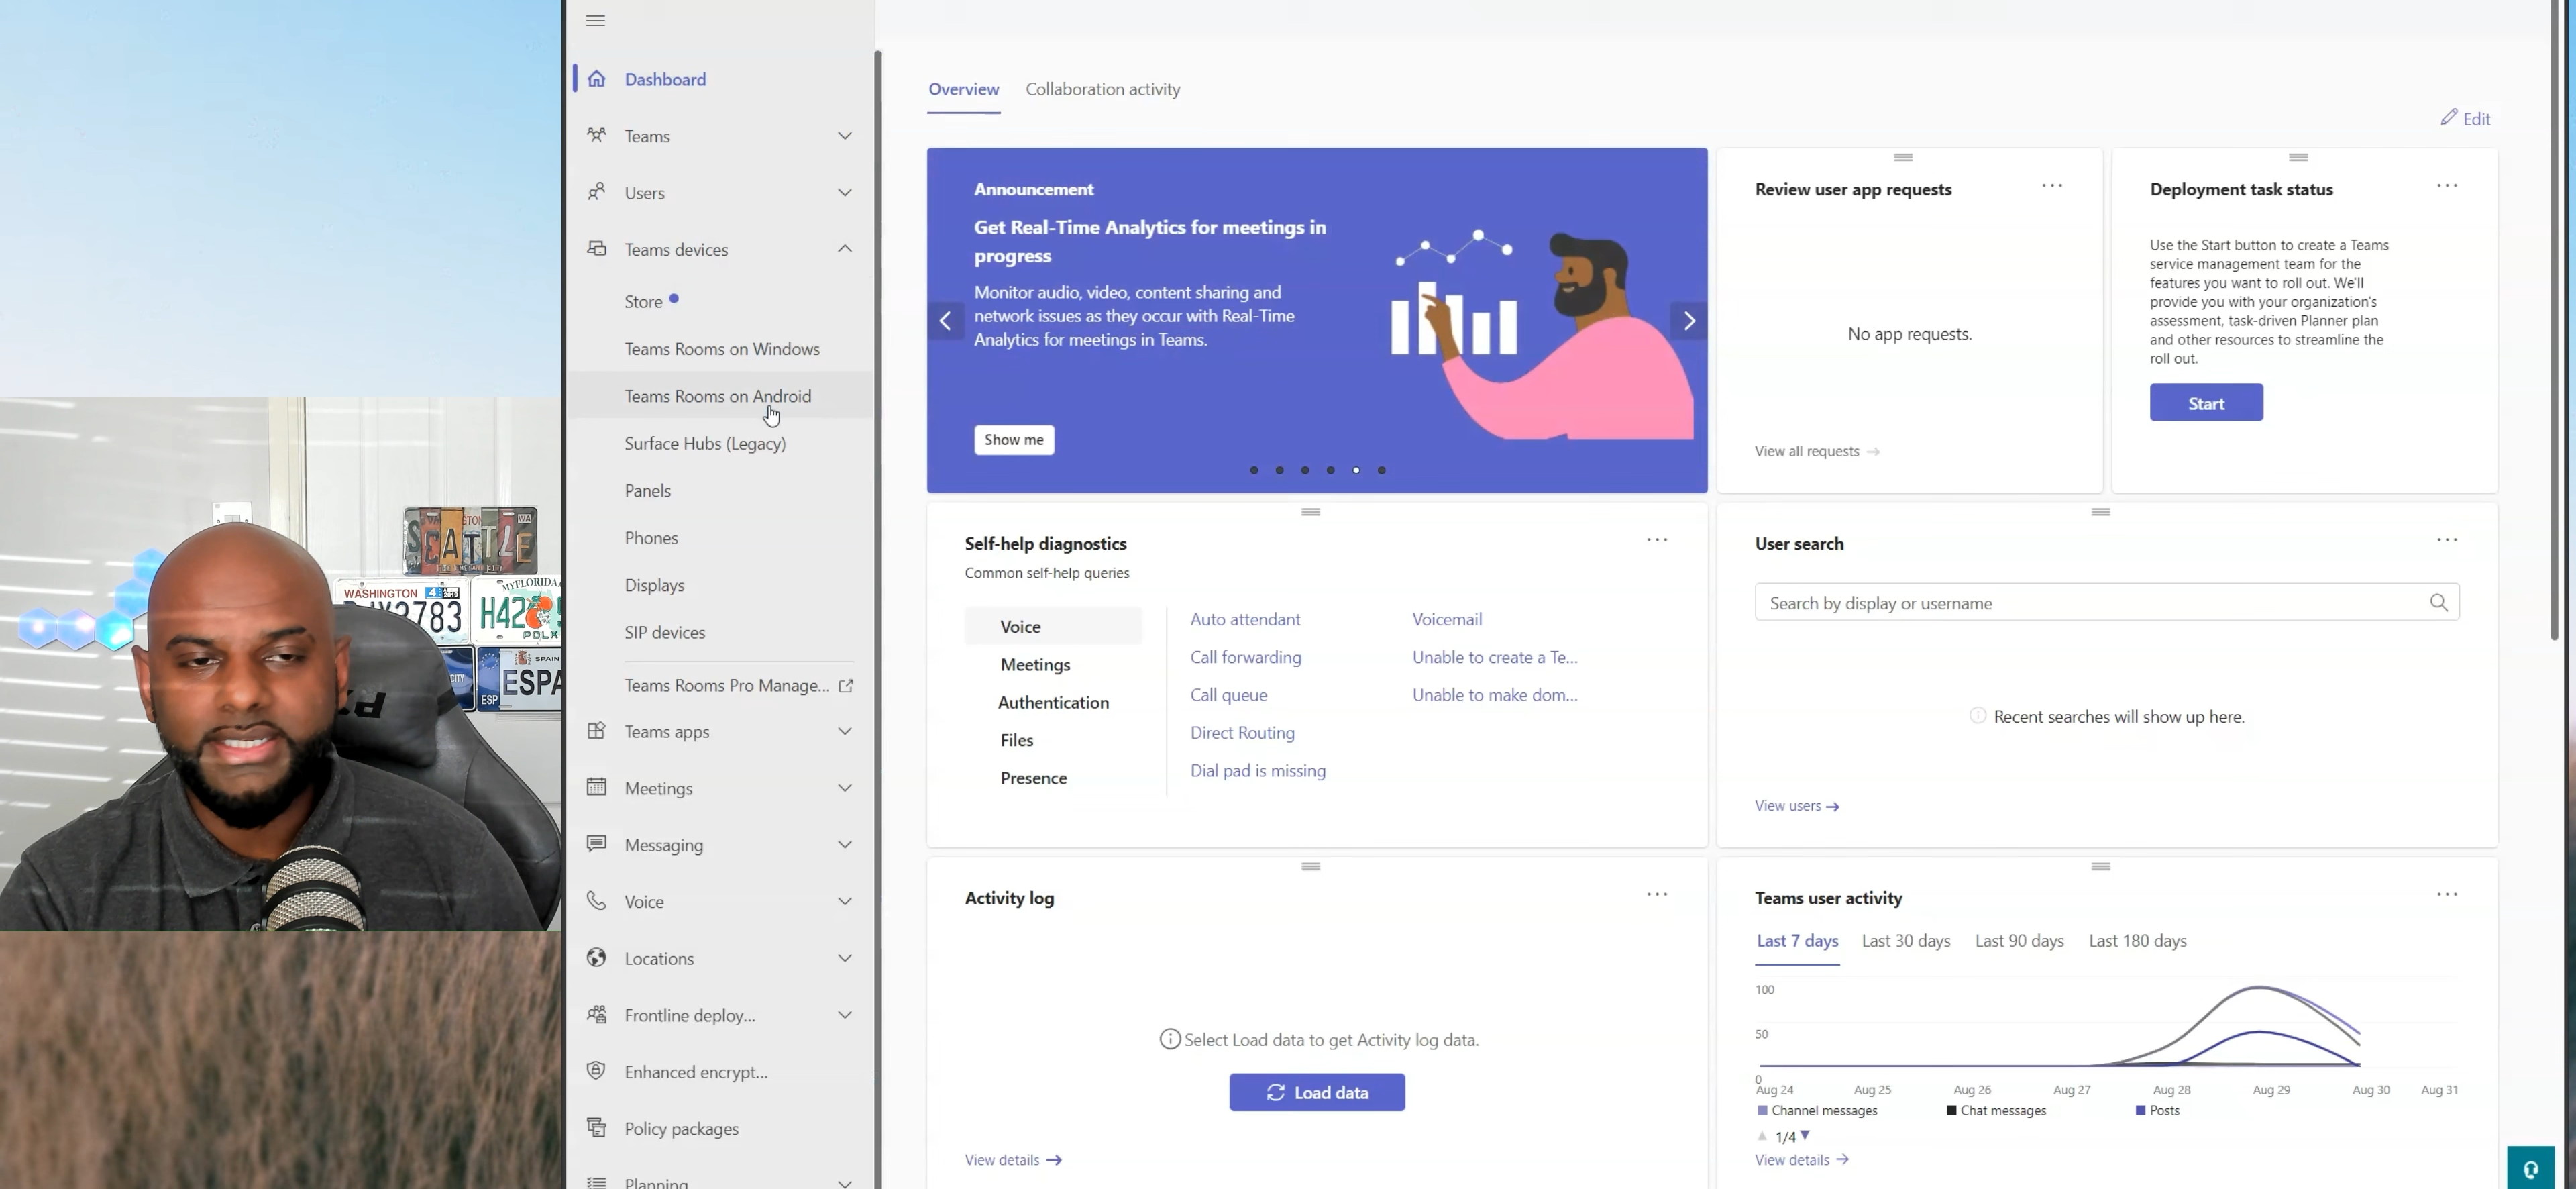 Dashboard
Teams
Users
Teams devices
Store
Teams Rooms on Windows
Teams Rooms on Android
Surface Hubs (Legacy)
Panels
Phones
Displays
SIP devices
Teams Rooms Pro Manage...
Teams apps
Meetings
Messaging
Voice
Locations
Frontline deploy...
Enhanced encrypt...
Policy packages
Planning
Overview
Collaboration activity
Edit
Announcement
Get Real-Time Analytics for meetings in
progress
Monitor audio, video, content sharing and
network issues as they occur with Real-Time
Analytics for meetings in Teams.
Show me
Review user app requests
No app requests.
View all requests
Deployment task status
Use the Start button to create a Teams
service management team for the
features you want to roll out. We'll
provide you with your organization's
assessment, task-driven Planner plan
and other resources to streamline the
roll out.
Start
Self-help diagnostics
Common self-help queries
Voice
Meetings
Authentication
Files
Presence
Auto attendant
Call forwarding
Call queue
Direct Routing
Dial pad is missing
Voicemail
Unable to create a Te...
Unable to make dom...
User search
Search by display or username
Recent searches will show up here.
View users
Activity log
Select Load data to get Activity log data.
Load data
View details
Teams user activity
Last 7 days Last 30 days Last 90 days Last 180 days
100
50
0
Aug 24 Aug 25 Aug 26 Aug 27 Aug 28 Aug 29 Aug 30 Aug 31
Channel messages Chat messages Posts
1/4
View details
SEATTLE
WA
WASHINGTON
MYFLORIDA
H42
SPAIN
ESP
ESPA